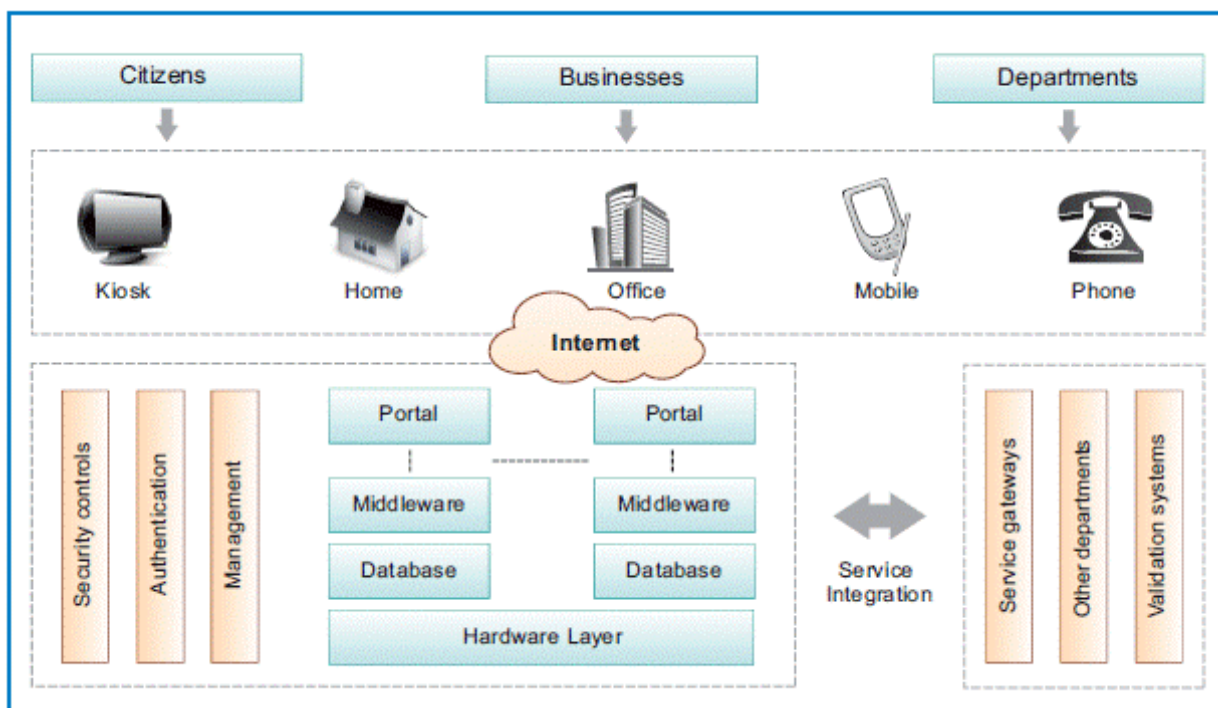 Citizens
Businesses
Departments
Kiosk
Home
Office
Mobile
Phone
Internet
Security controls
Authentication
Management
Portal
Portal
Middleware
Middleware
Database
Database
Hardware Layer
Service
Integration
Service gateways
Other departments
Validation systems